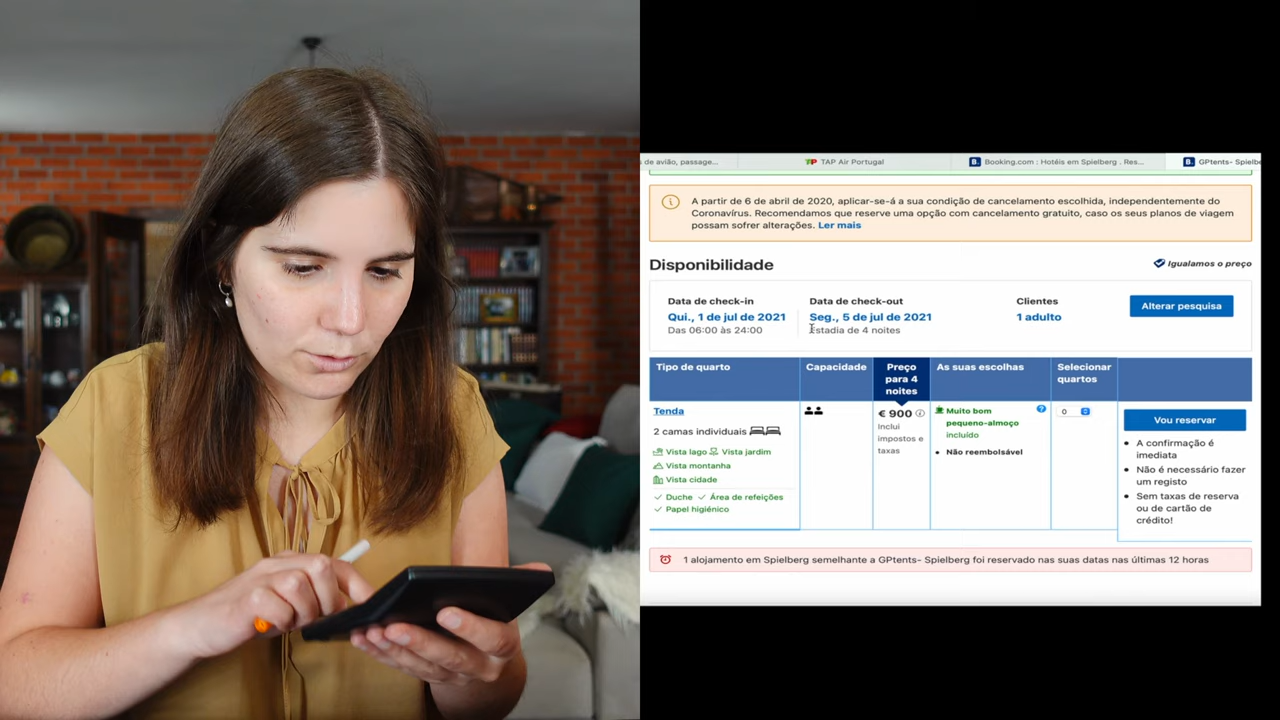 de avião, passage...
TAP Air Portugal
Booking.com : Hotéis em Spielberg . Res...
GPtents- Spielbe
A partir de 6 de abril de 2020, aplicar-se-á a sua condição de cancelamento escolhida, independentemente do
Coronavírus. Recomendamos que reserve uma opção com cancelamento gratuito, caso os seus planos de viagem
possam sofrer alterações. Ler mais
Disponibilidade
Igualamos o preço
Data de check-in
Qui., 1 de jul de 2021
Das 06:00 às 24:00
Data de check-out
Seg., 5 de jul de 2021
Estadia de 4 noites
Clientes
1 adulto
Alterar pesquisa
Tipo de quarto
Capacidade
Preço
para 4
noites
As suas escolhas
Selecionar
quartos
Tenda
2 camas individuais
Vista lago Vista jardim
Vista montanha
Vista cidade
Duche Área de refeições
Papel higiénico
€ 900
Inclui
impostos e
taxas
Muito bom
pequeno-almoço
incluído
• Não reembolsável
0
Vou reservar
• A confirmação é
imediata
• Não é necessário fazer
um registo
• Sem taxas de reserva
ou de cartão de
crédito!
1 alojamento em Spielberg semelhante a GPtents- Spielberg foi reservado nas suas datas nas últimas 12 horas